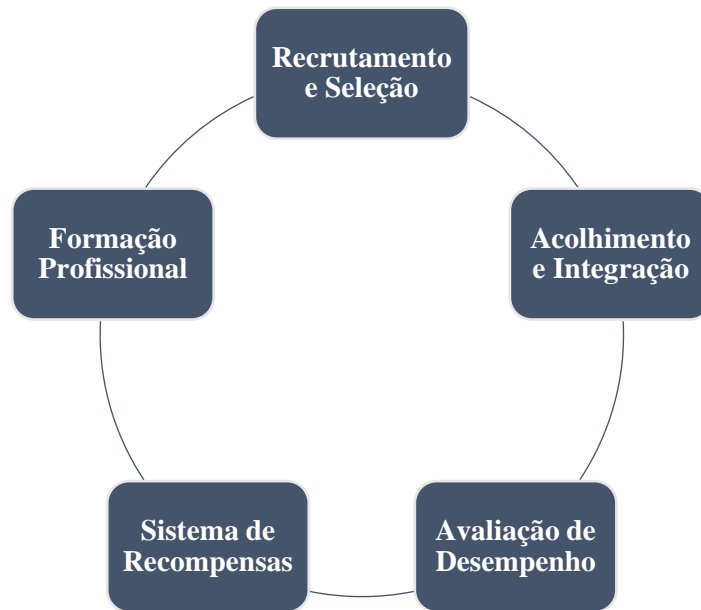 Recrutamento
e Seleção
Acolhimento
e Integração
Avaliação de
Desempenho
Sistema de
Recompensas
Formação
Profissional